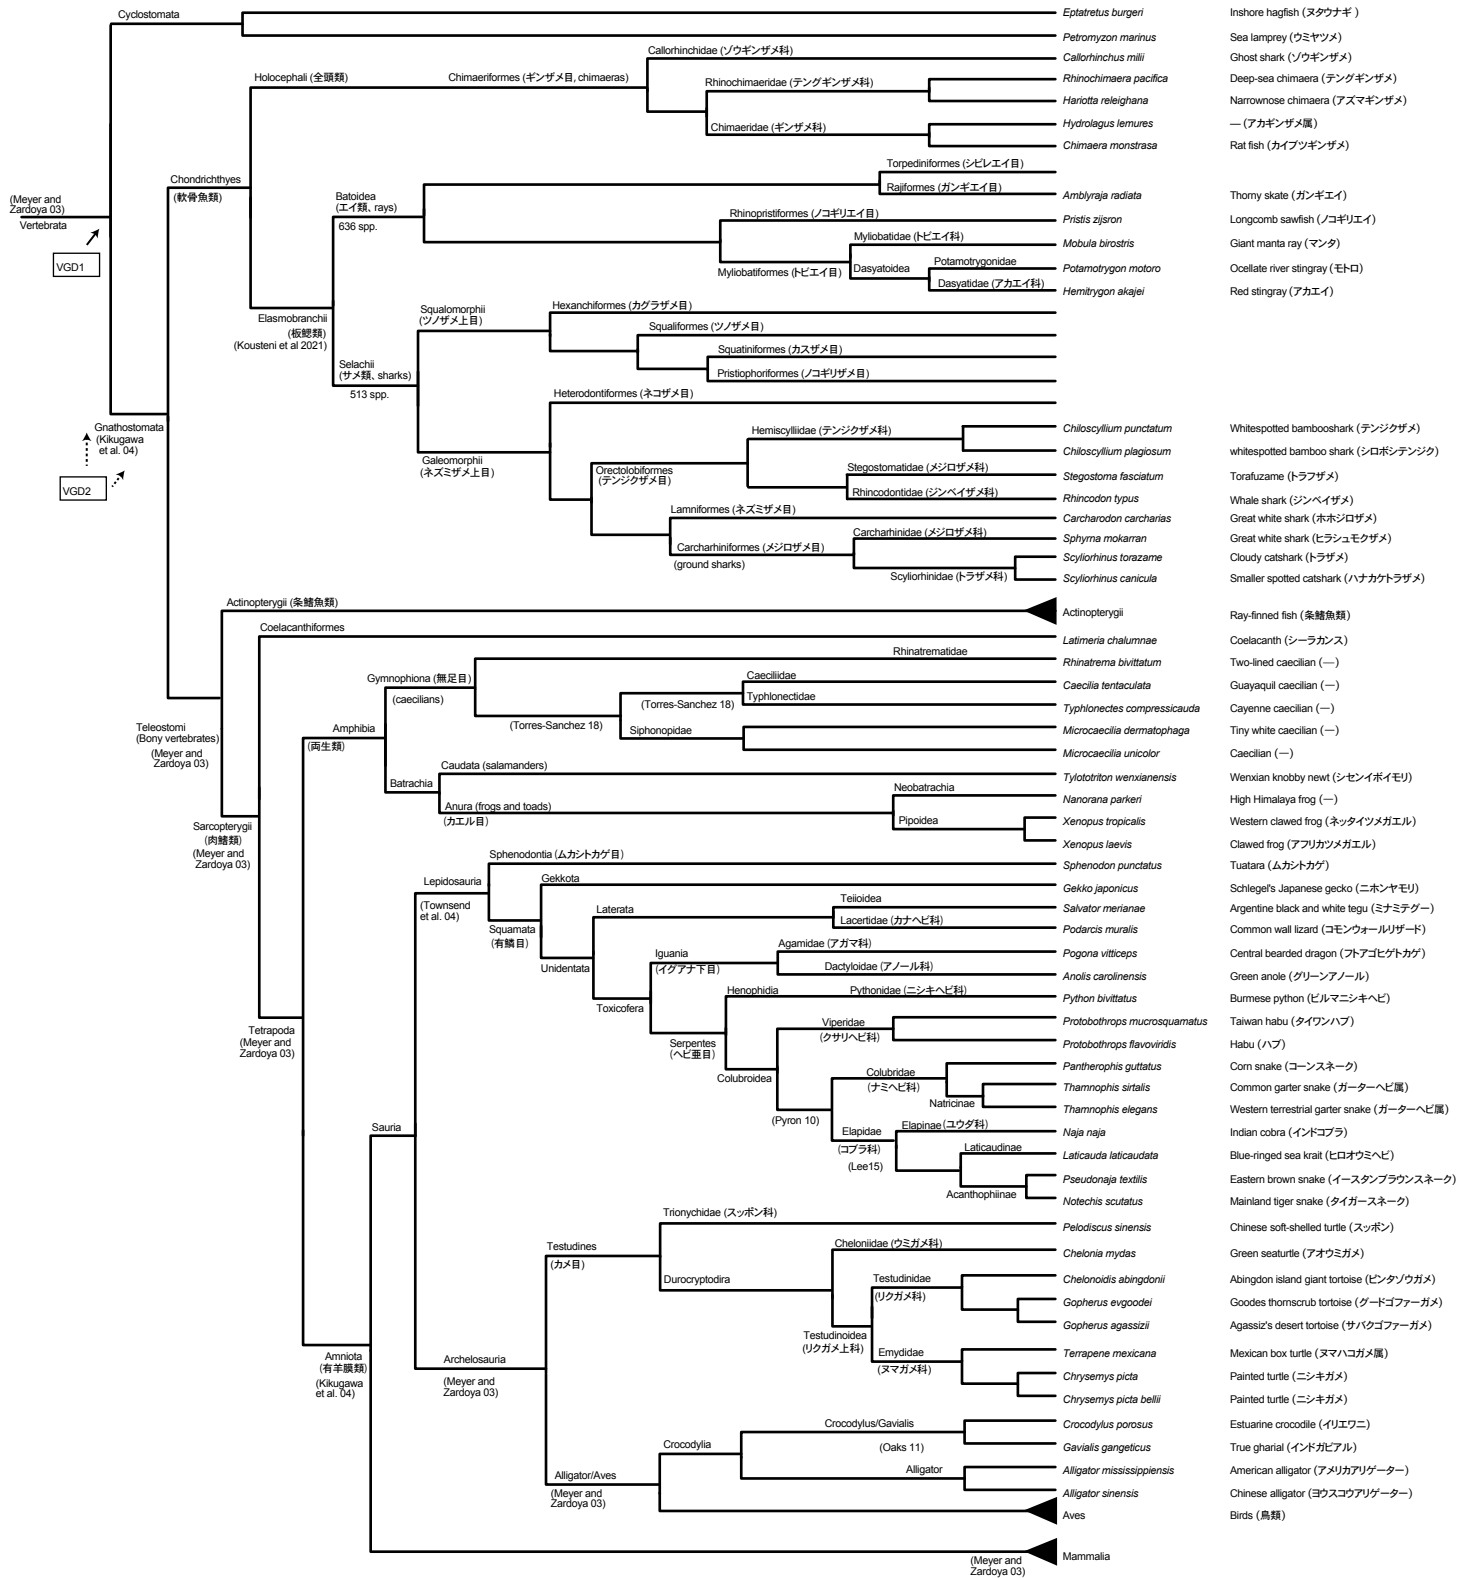 Cyclostomata
Eptatretus burgeri Inshore hagfish (ヌタウナギ )
Petromyzon marinus Sea lamprey (ウミヤツメ)
Callorhinchidae (ゾウギンザメ科)
Callorhinchus milii Ghost shark (ゾウギンザメ)
Holocephali (全頭類)
Chimaeriformes (ギンザメ目, chimaeras)
Rhinochimaeridae (テングギンザメ科)
Rhinochimaera pacifica Deep-sea chimaera (テングギンザメ)
Hariotta releighana Narrownose chimaera (アズマギンザメ)
Chimaeridae (ギンザメ科)
Hydrolagus lemures — (アカギンザメ属)
Chimaera monstrasa Rat fish (カイブツギンザメ)
Torpediniformes (シビレエイ目)
Chondrichthyes
(軟骨魚類)
Rajiformes (ガンギエイ目)
Amblyraja radiata Thorny skate (ガンギエイ)
(Meyer and
Zardoya 03)
Vertebrata
Batoidea
(エイ類、rays)
636 spp.
Rhinopristiformes (ノコギリエイ目)
Pristis zijsron Longcomb sawfish (ノコギリエイ)
VGD1
Myliobatidae (トビエイ科)
Mobula birostris Giant manta ray (マンタ)
Myliobatiformes (トビエイ目)
Dasyatoidea
Potamotrygonidae
Potamotrygon motoro Ocellate river stingray (モトロ)
Dasyatidae (アカエイ科)
Hemitrygon akajei Red stingray (アカエイ)
Elasmobranchii
(板鰓類)
(Kousteni et al 2021)
Squalomorphii
(ツノザメ上目)
Hexanchiformes (カグラザメ目)
Squaliformes (ツノザメ目)
Squatiniformes (カスザメ目)
Pristiophoriformes (ノコギリザメ目)
Selachii
(サメ類、sharks)
513 spp.
Heterodontiformes (ネコザメ目)
Gnathostomata
(Kikugawa
et al. 04)
VGD2
Galeomorphii
(ネズミザメ上目)
Hemiscylliidae (テンジクザメ科)
Chiloscyllium punctatum Whitespotted bambooshark (テンジクザメ)
Chiloscyllium plagiosum whitespotted bamboo shark (シロボシテンジク)
Orectolobiformes
(テンジクザメ目)
Stegostomatidae (メジロザメ科)
Stegostoma fasciatum Torafuzame (トラフザメ)
Rhincodontidae (ジンベイザメ科)
Rhincodon typus Whale shark (ジンベイザメ)
Lamniformes (ネズミザメ目)
Carcharodon carcharias Great white shark (ホホジロザメ)
Carcharhinidae (メジロザメ科)
Sphyrna mokarran Great white shark (ヒラシュモクザメ)
Carcharhiniformes (メジロザメ目)
(ground sharks)
Scyliorhinus torazame Cloudy catshark (トラザメ)
Scyliorhinidae (トラザメ科)
Scyliorhinus canicula Smaller spotted catshark (ハナカケトラザメ)
Actinopterygii (条鰭魚類)
Actinopterygii Ray-finned fish (条鰭魚類)
Coelacanthiformes
Latimeria chalumnae Coelacanth (シーラカンス)
Rhinatrematidae
Rhinatrema bivittatum Two-lined caecilian (—)
Gymnophiona (無足目)
(caecilians)
Caeciliidae
Caecilia tentaculata Guayaquil caecilian (—)
(Torres-Sanchez 18)
Typhlonectidae
Typhlonectes compressicauda Cayenne caecilian (—)
(Torres-Sanchez 18)
Siphonopidae
Microcaecilia dermatophaga Tiny white caecilian (—)
Microcaecilia unicolor Caecilian (—)
Teleostomi
(Bony vertebrates)
(Meyer and
Zardoya 03)
Amphibia
(両生類)
Caudata (salamanders)
Tylototriton wenxianensis Wenxian knobby newt (シセンイボイモリ)
Batrachia
Neobatrachia
Nanorana parkeri High Himalaya frog (—)
Anura (frogs and toads)
(カエル目)
Pipoidea
Xenopus tropicalis Western clawed frog (ネッタイツメガエル)
Xenopus laevis Clawed frog (アフリカツメガエル)
Sarcopterygii
(肉鰭類)
(Meyer and
Zardoya 03)
Sphenodontia (ムカシトカゲ目)
Sphenodon punctatus Tuatara (ムカシトカゲ)
Lepidosauria
(Townsend
et al. 04)
Gekkota
Gekko japonicus Schlegel's Japanese gecko (ニホンヤモリ)
Squamata
(有鱗目)
Laterata
Teiioidea
Salvator merianae Argentine black and white tegu (ミナミテグー)
Lacertidae (カナヘビ科)
Podarcis muralis Common wall lizard (コモンウォールリザード)
Unidentata
Iguania
(イグアナ下目)
Agamidae (アガマ科)
Pogona vitticeps Central bearded dragon (フトアゴヒゲトカゲ)
Dactyloidae (アノール科)
Anolis carolinensis Green anole (グリーンアノール)
Toxicofera
Henophidia
Pythonidae (ニシキヘビ科)
Python bivittatus Burmese python (ビルマニシキヘビ)
Tetrapoda
(Meyer and
Zardoya 03)
Serpentes
(ヘビ亜目)
Viperidae
(クサリヘビ科)
Protobothrops mucrosquamatus Taiwan habu (タイワンハブ)
Protobothrops flavoviridis Habu (ハブ)
Colubroidea
Colubridae
(ナミヘビ科)
Pantherophis guttatus Corn snake (コーンスネーク)
Natricinae
Thamnophis sirtalis Common garter snake (ガーターヘビ属)
Thamnophis elegans Western terrestrial garter snake (ガーターヘビ属)
(Pyron 10)
Sauria
Elapidae
(コブラ科)
(Lee15)
Elapinae (ユウダ科)
Naja naja Indian cobra (インドコブラ)
Laticaudinae
Laticauda laticaudata Blue-ringed sea krait (ヒロオウミヘビ)
Acanthophiinae
Pseudonaja textilis Eastern brown snake (イースタンブラウンスネーク)
Notechis scutatus Mainland tiger snake (タイガースネーク)
Trionychidae (スッポン科)
Pelodiscus sinensis Chinese soft-shelled turtle (スッポン)
Testudines
(カメ目)
Cheloniidae (ウミガメ科)
Chelonia mydas Green seaturtle (アオウミガメ)
Durocryptodira
Testudinidae
(リクガメ科)
Chelonoidis abingdonii Abingdon island giant tortoise (ピンタゾウガメ)
Gopherus evgoodei Goodes thornscrub tortoise (グードゴファーガメ)
Gopherus agassizii Agassiz's desert tortoise (サバクゴファーガメ)
Testudinoidea
(リクガメ上科)
Emydidae
(ヌマガメ科)
Terrapene mexicana Mexican box turtle (ヌマハコガメ属)
Chrysemys picta Painted turtle (ニシキガメ)
Chrysemys picta bellii Painted turtle (ニシキガメ)
Amniota
(有羊膜類)
(Kikugawa
et al. 04)
Archelosauria
(Meyer and
Zardoya 03)
Crocodylus/Gavialis
(Oaks 11)
Crocodylus porosus Estuarine crocodile (イリエワニ)
Gavialis gangeticus True gharial (インドガビアル)
Crocodylia
Alligator
Alligator mississippiensis American alligator (アメリカアリゲーター)
Alligator sinensis Chinese alligator (ヨウスコウアリゲーター)
Alligator/Aves
(Meyer and
Zardoya 03)
Aves Birds (鳥類)
Mammalia
(Meyer and
Zardoya 03)